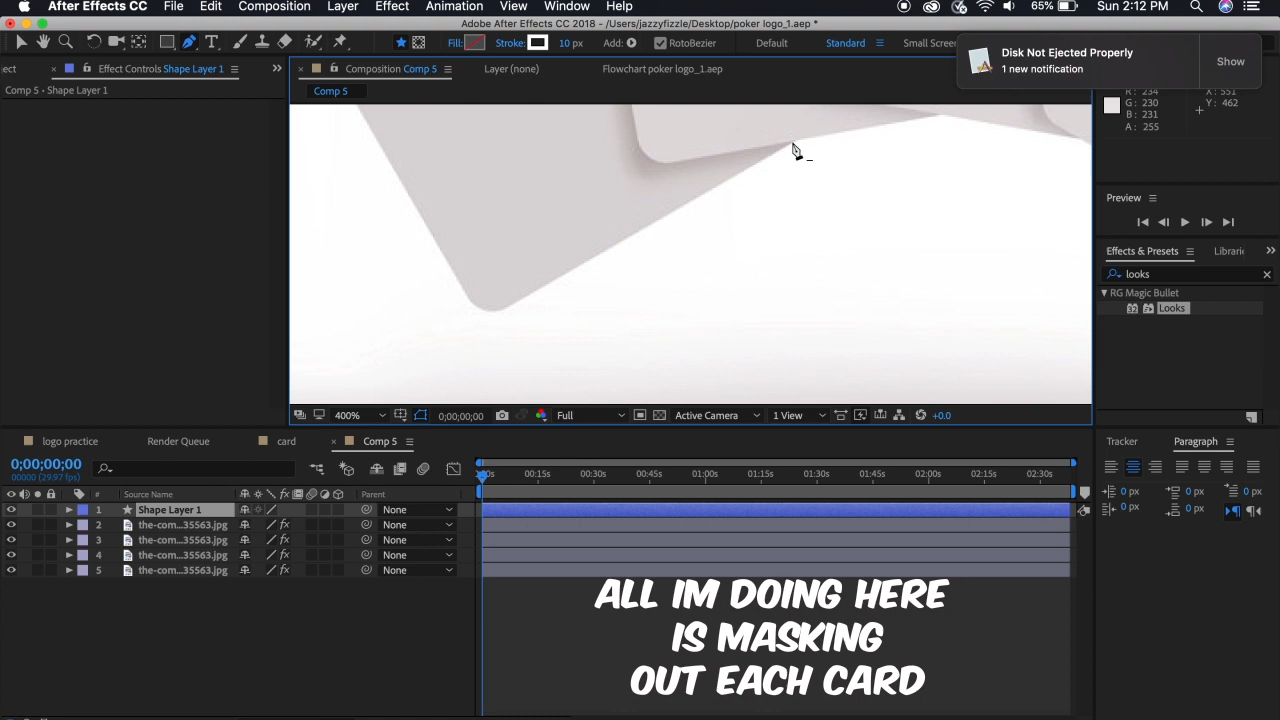 After Effects CC File Edit Composition Layer Effect Animation View Window Help 65% Sun 2:12 PM
Adobe After Effects CC 2018 - /Users/jazzyfizzle/Desktop/poker logo_1.aep *
Fill: Stroke: 10 px Add: RotoBezier Default Standard Small Screen
Disk Not Ejected Properly
1 new notification
Show
ect Effect Controls Shape Layer 1 Composition Comp 5 Layer (none) Flowchart poker logo_1.aep
Comp 5 • Shape Layer 1
Comp 5
R: 234
G: 230
B: 231
A: 255
X: 551
Y: 462
Preview
Effects & Presets Librari
looks
RG Magic Bullet
32 Looks
400% 0;00;00;00 Full Active Camera 1 View +0.0
logo practice Render Queue card Comp 5
Tracker Paragraph
0;00;00;00
00000 (29.97 fps)
00s 00:15s 00:30s 00:45s 01:00s 01:15s 01:30s 01:45s 02:00s 02:15s 02:30s
# Source Name fx Parent
1 Shape Layer 1 None
2 the-com...35563.jpg fx None
3 the-com...35563.jpg fx None
4 the-com...35563.jpg fx None
5 the-com...35563.jpg fx None
0 px 0 px 0 px
0 px 0 px
ALL IM DOING HERE
IS MASKING
OUT EACH CARD